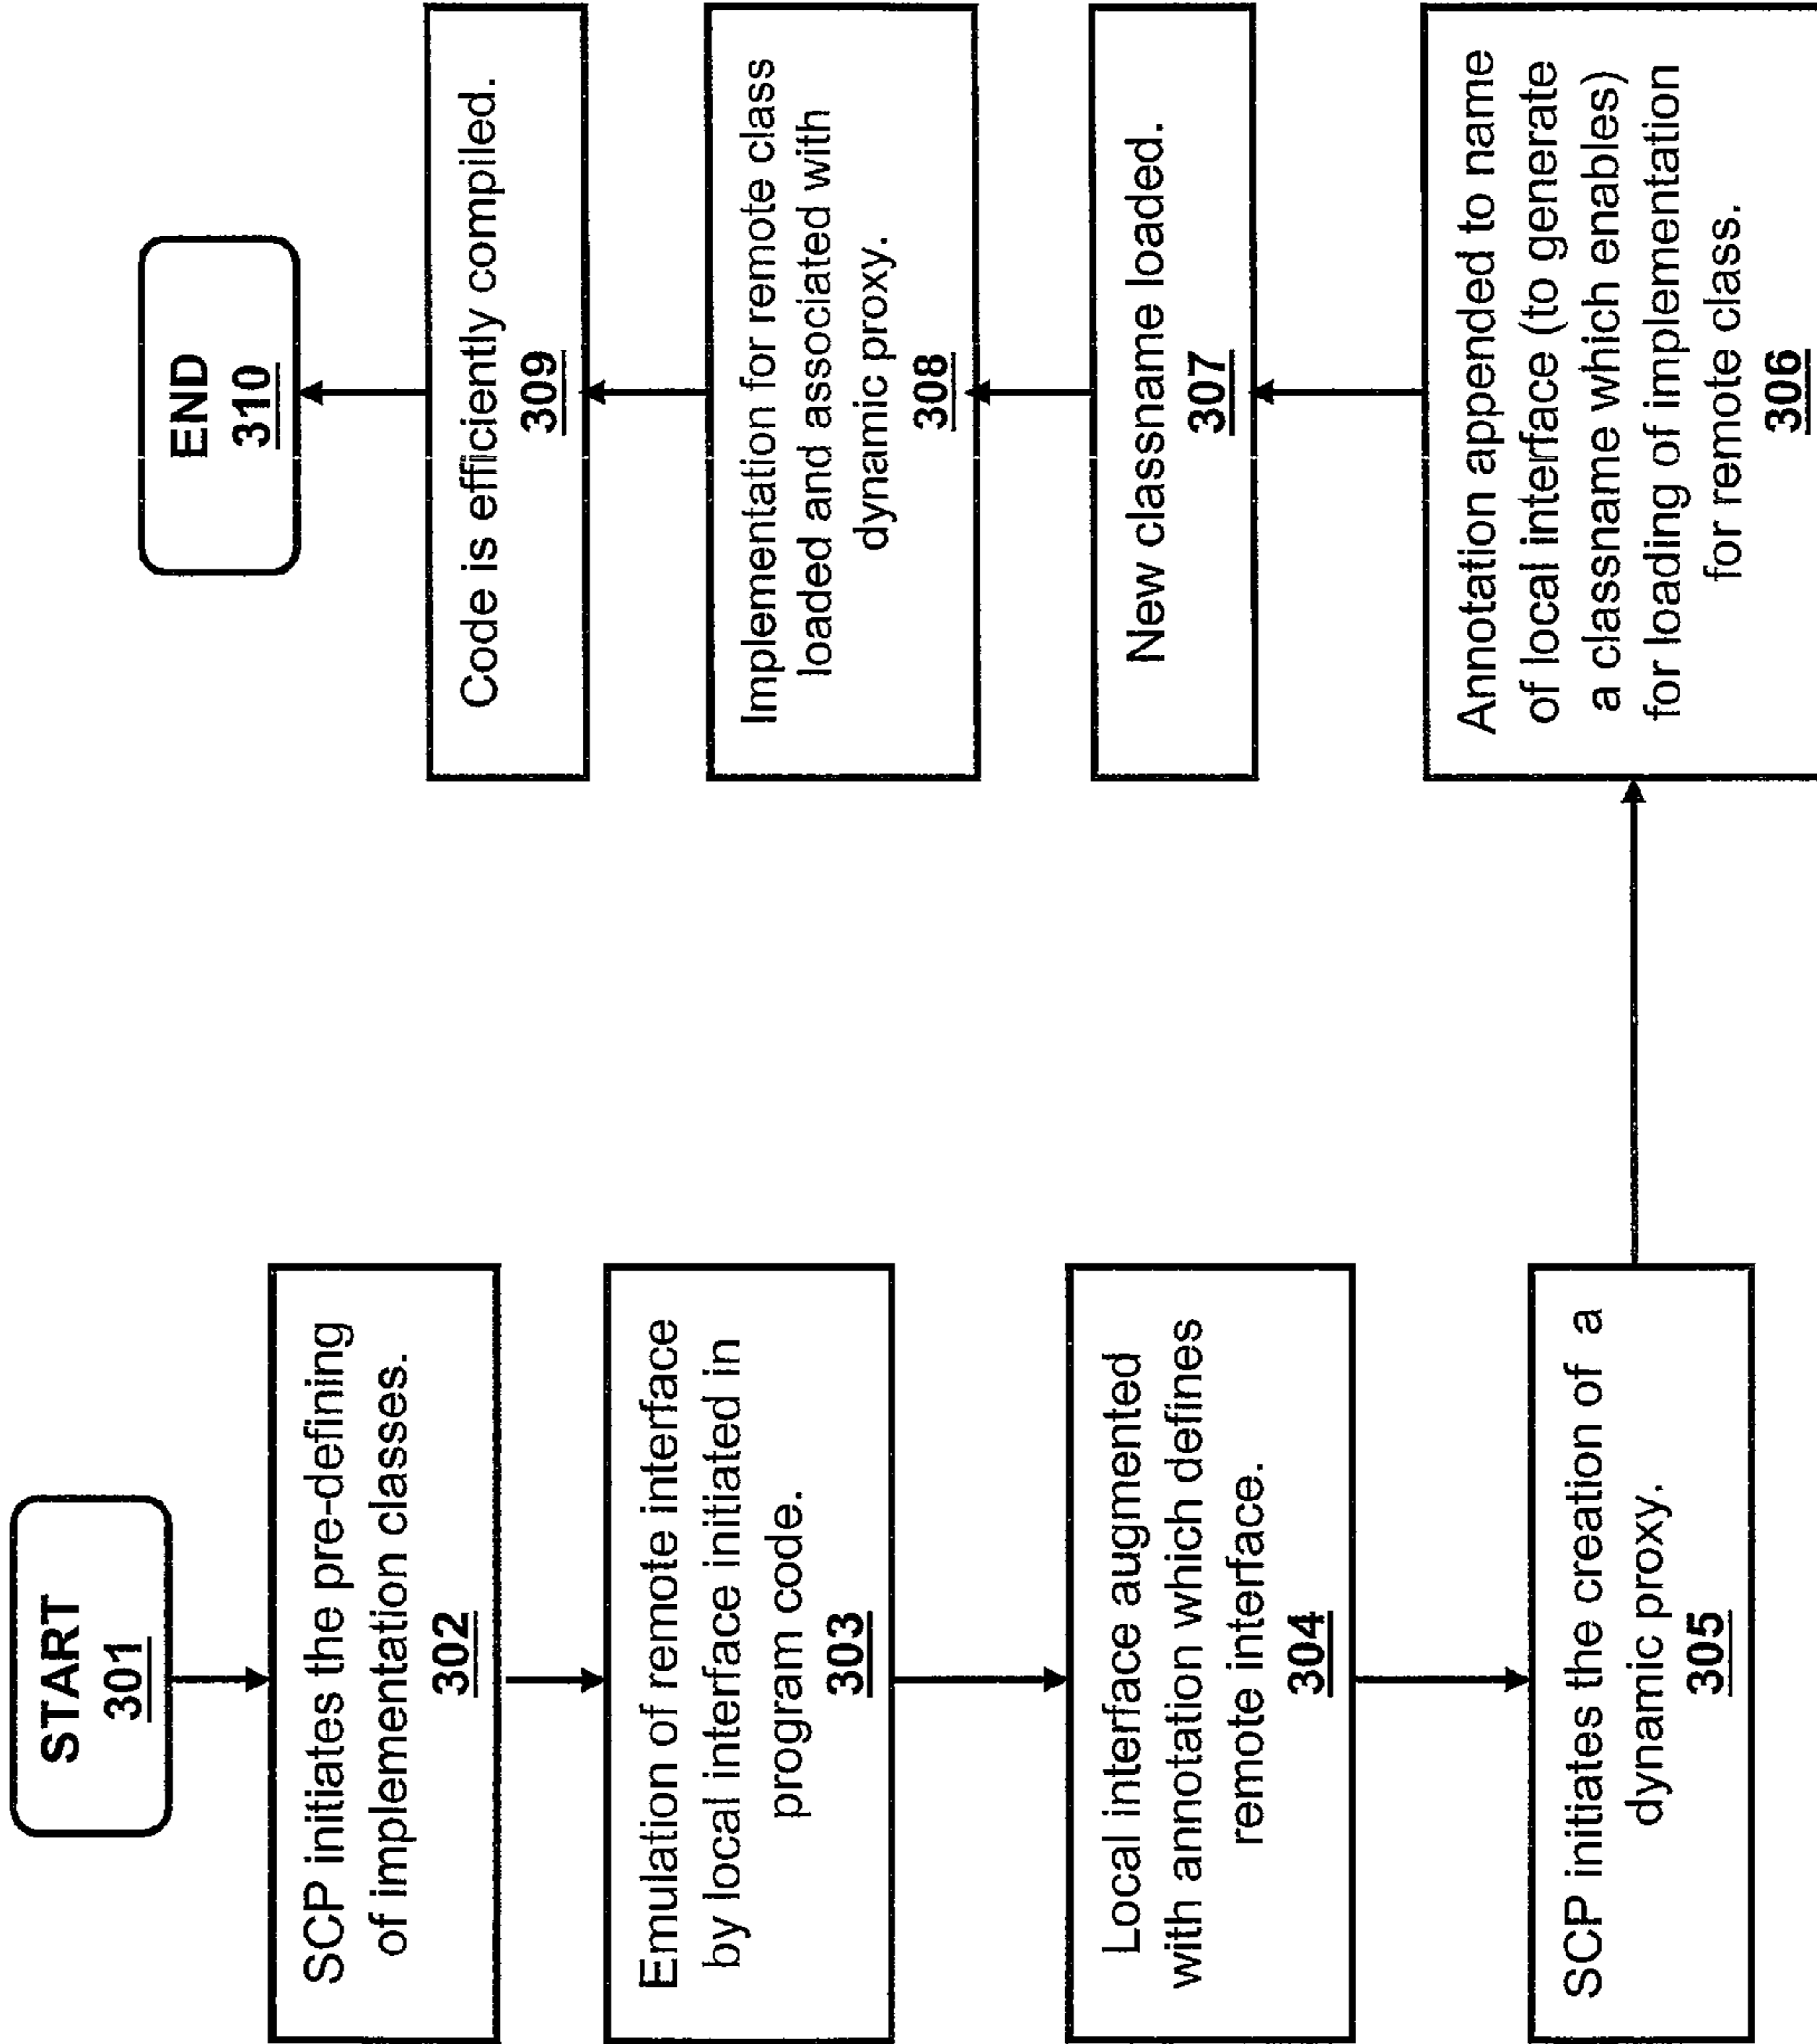 START
301
SCP initiates the pre-defining
of implementation classes.
302
Emulation of remote interface
by local interface initiated in
program code.
303
Local interface augmented
with annotation which defines
remote interface.
304
SCP initiates the creation of a
dynamic proxy.
305
Annotation appended to name
of local interface (to generate
a classname which enables)
for loading of implementation
for remote class.
306
New classname loaded.
307
Implementation for remote class
loaded and associated with
dynamic proxy.
308
Code is efficiently compiled.
309
END
310